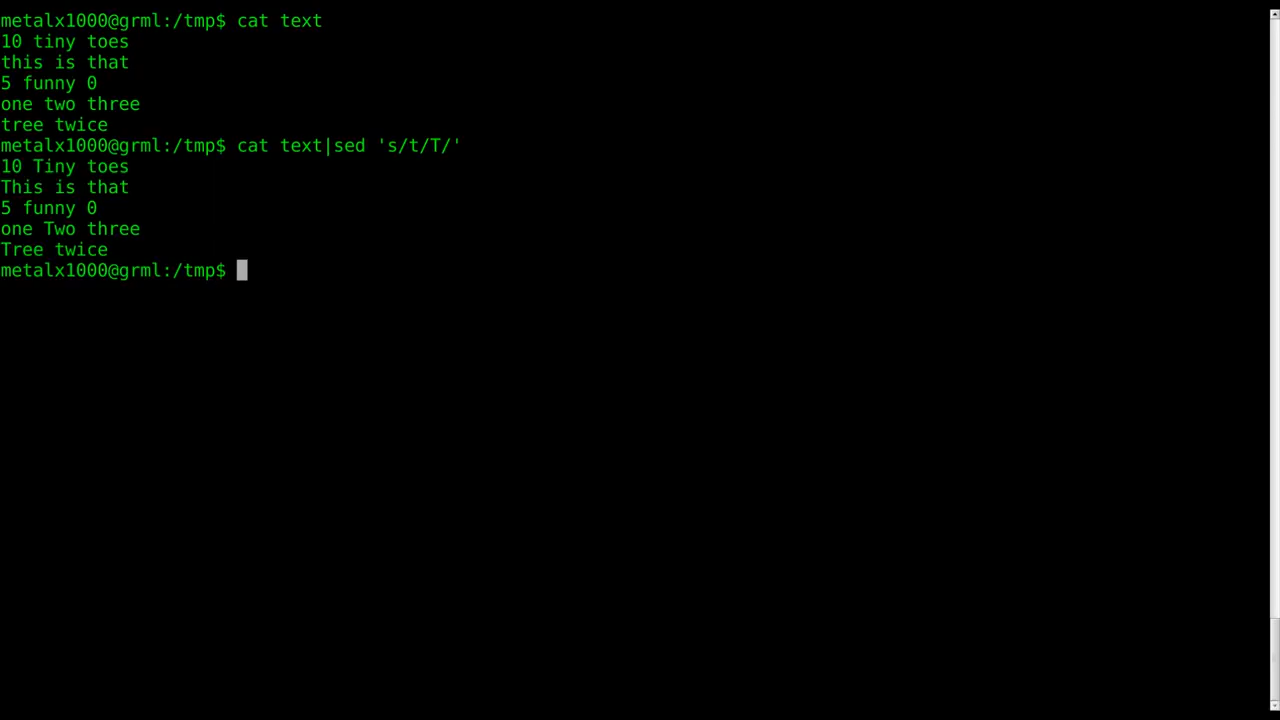 metalx1000@grml:/tmp$ cat text
10 tiny toes
this is that
5 funny 0
one two three
tree twice
metalx1000@grml:/tmp$ cat text|sed 's/t/T/'
10 Tiny toes
This is that
5 funny 0
one Two three
Tree twice
metalx1000@grml:/tmp$